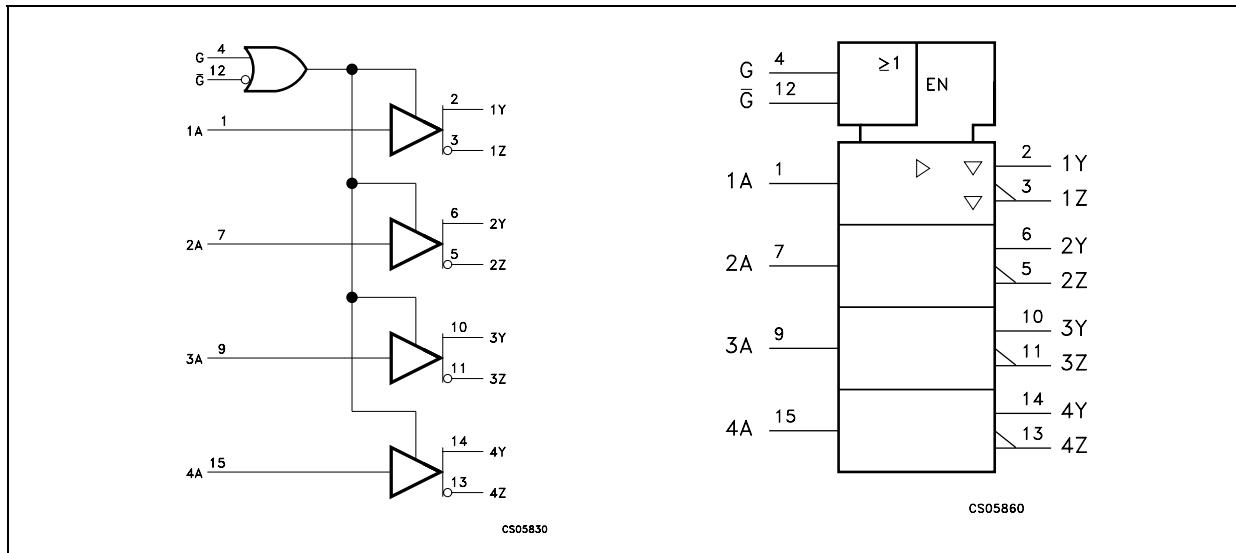 G 4
G̅ 12
2 1Y
1A 1
3 1Z
6 2Y
2A 7
5 2Z
10 3Y
3A 9
11 3Z
14 4Y
4A 15
13 4Z
CS05830
≥1
G 4
EN
G̅ 12
2 1Y
1A 1
3 1Z
6 2Y
2A 7
5 2Z
10 3Y
3A 9
11 3Z
14 4Y
4A 15
13 4Z
CS05860